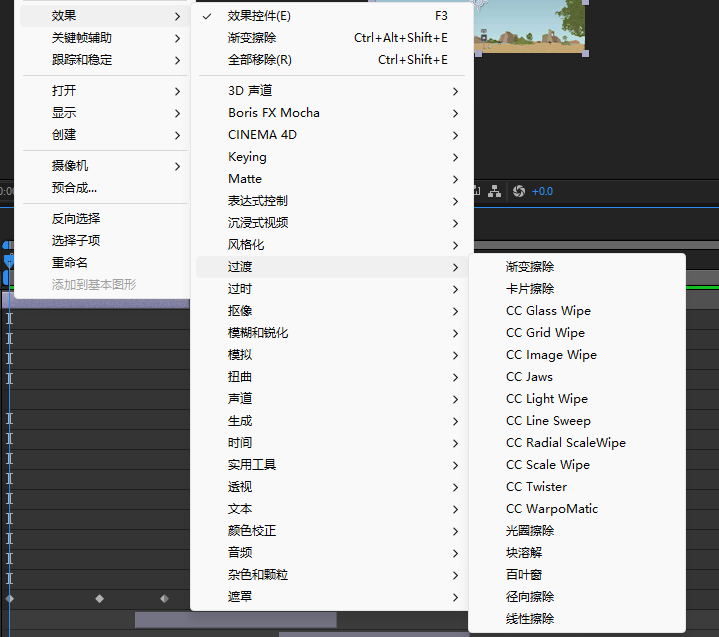 效果
关键帧辅助
跟踪和稳定
打开
显示
创建
摄像机
预合成...
反向选择
选择子项
重命名
添加到基本图形
效果控件(E) F3
渐变擦除 Ctrl+Alt+Shift+E
全部移除(R) Ctrl+Shift+E
3D 声道
Boris FX Mocha
CINEMA 4D
Keying
Matte
表达式控制
沉浸式视频
风格化
过渡
过时
抠像
模糊和锐化
模拟
扭曲
声道
生成
时间
实用工具
透视
文本
颜色校正
音频
杂色和颗粒
遮罩
渐变擦除
卡片擦除
CC Glass Wipe
CC Grid Wipe
CC Image Wipe
CC Jaws
CC Light Wipe
CC Line Sweep
CC Radial ScaleWipe
CC Scale Wipe
CC Twister
CC WarpoMatic
光圈擦除
块溶解
百叶窗
径向擦除
线性擦除
+0.0